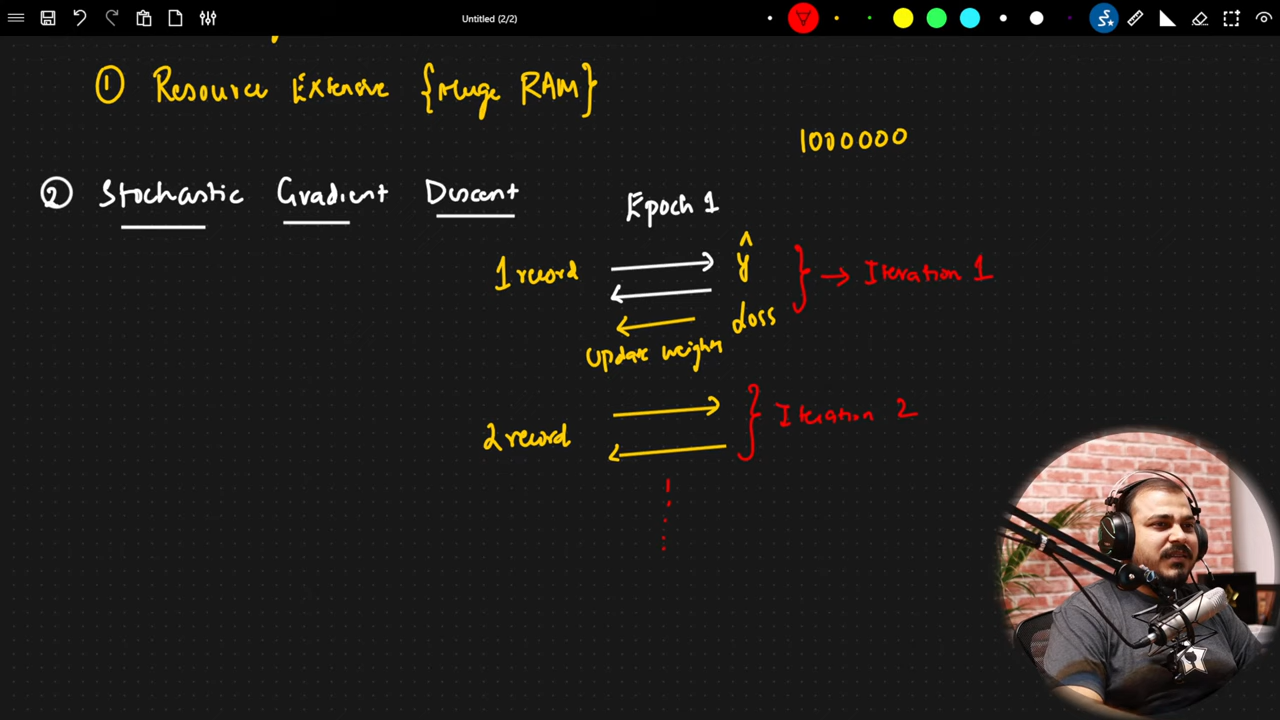 Untitled (2/2)
① Resource Extensive {Huge RAM}
1000000
② Stochastic Gradient Descent
Epoch 1
1 record ŷ } → Iteration 1
Loss
Update weights
2 record } Iteration 2